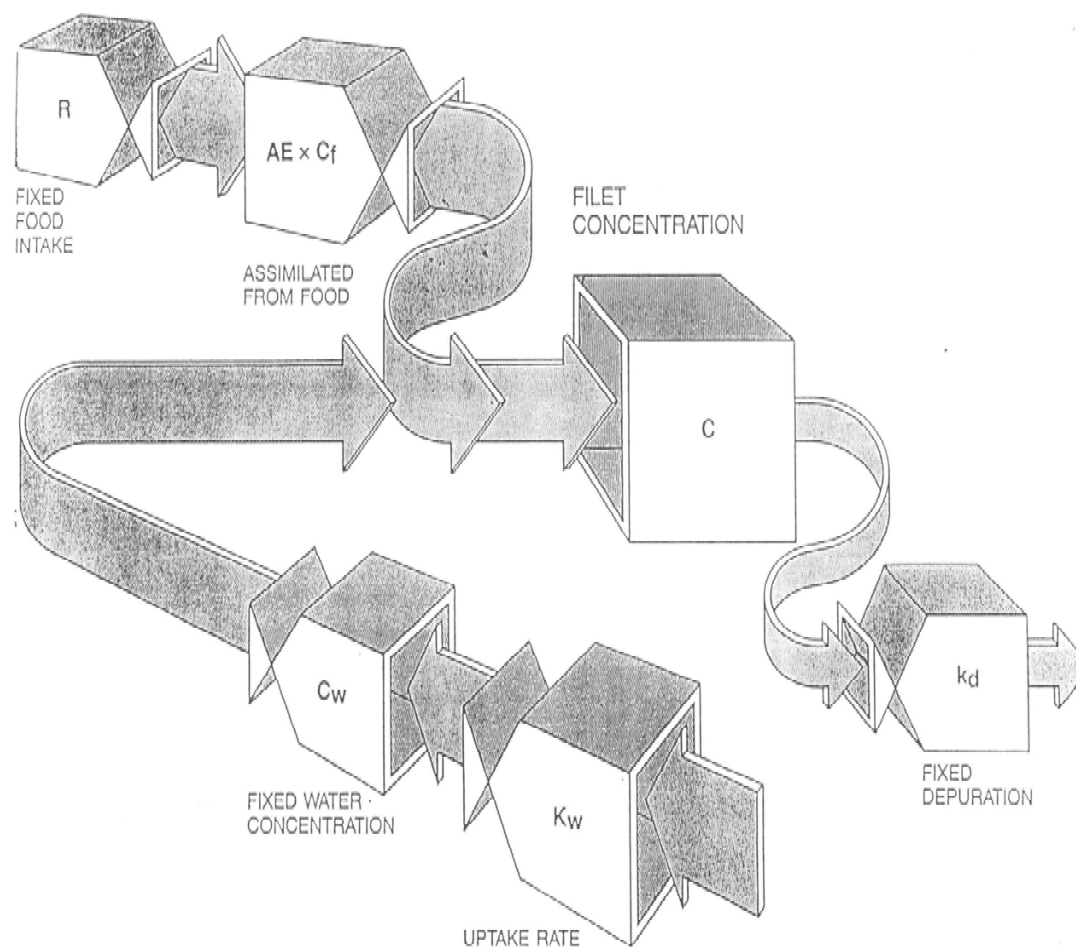 R
FIXED
FOOD
INTAKE
AE × Cf
ASSIMILATED
FROM FOOD
FILET
CONCENTRATION
C
Cw
FIXED WATER
CONCENTRATION
Kw
UPTAKE RATE
kd
FIXED
DEPURATION